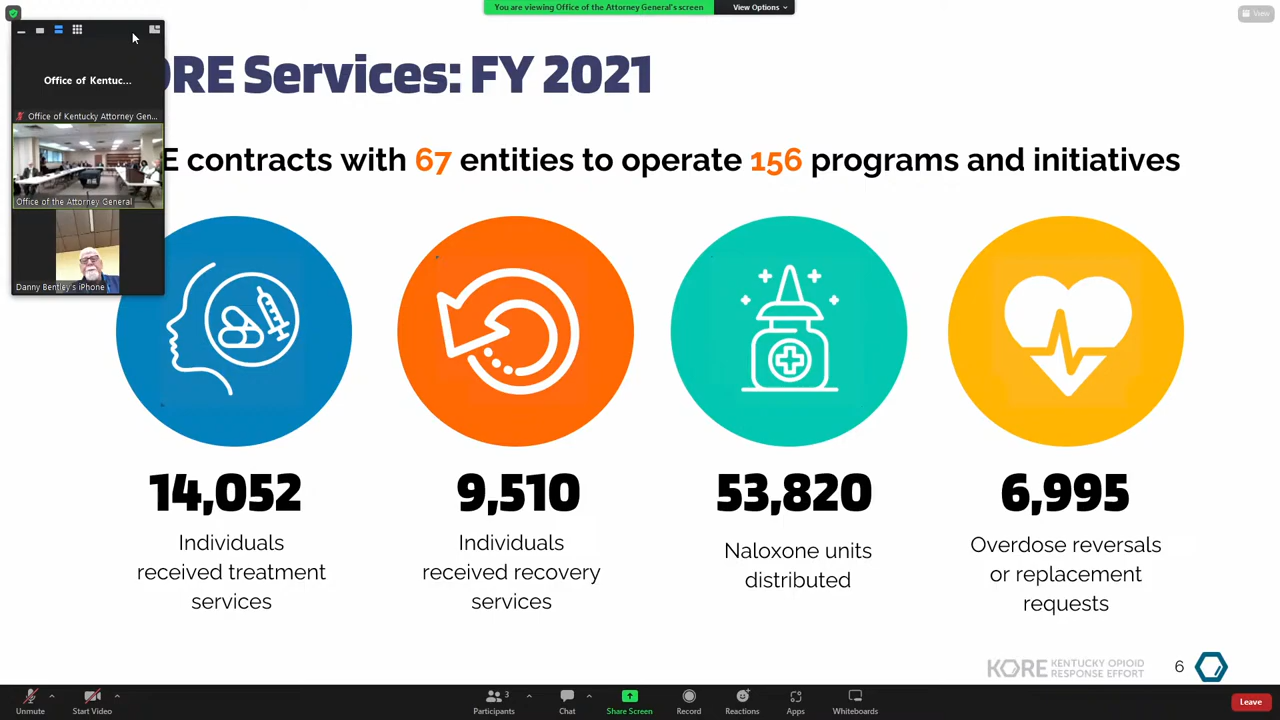 You are viewing Office of the Attorney General's screen
View Options
View
Office of Kentuc...
Office of Kentucky Attorney Gen...
Office of the Attorney General
Danny Bentley's iPhone
ORE Services: FY 2021
E contracts with 67 entities to operate 156 programs and initiatives
14,052
Individuals
received treatment
services
9,510
Individuals
received recovery
services
53,820
Naloxone units
distributed
6,995
Overdose reversals
or replacement
requests
KORE KENTUCKY OPIOID
RESPONSE EFFORT
6
Unmute
Start Video
Participants
3
Chat
Share Screen
Record
Reactions
Apps
Whiteboards
Leave